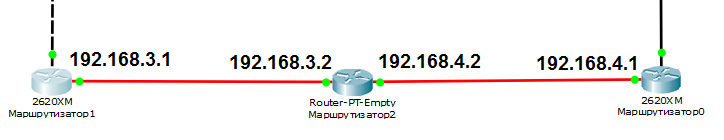 192.168.3.1
192.168.3.2
192.168.4.2
192.168.4.1
2620XM
Маршрутизатор1
Router-PT-Empty
Маршрутизатор2
2620XM
Маршрутизатор0